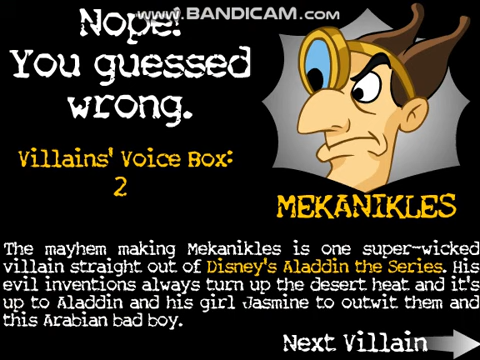 www.BANDICAM.com
Nope!
You guessed
wrong.
Villains' Voice Box:
2
MEKANIKLES
The mayhem making Mekanikles is one super-wicked
villain straight out of Disney's Aladdin the Series. His
evil inventions always turn up the desert heat and it's
up to Aladdin and his girl Jasmine to outwit them and
this Arabian bad boy.
Next Villain